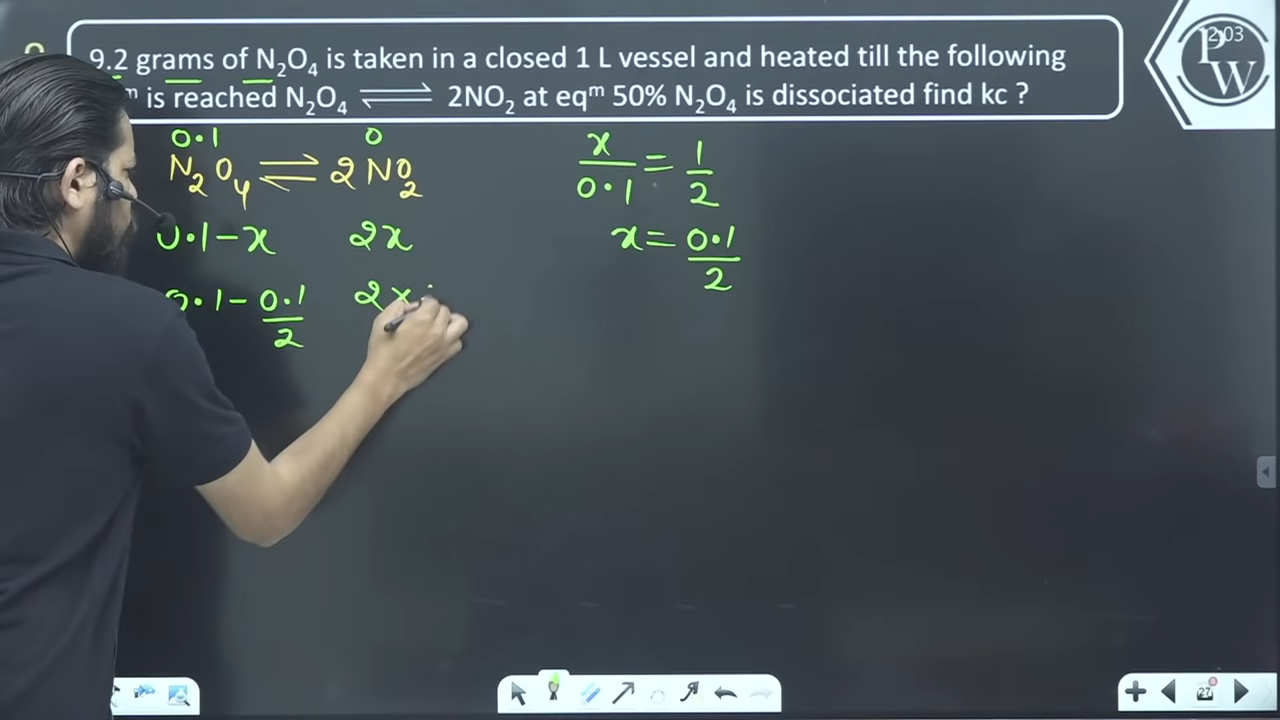 9.2 grams of N₂O₄ is taken in a closed 1 L vessel and heated till the following
is reached N₂O₄ ⇌ 2NO₂ at eqᵐ 50% N₂O₄ is dissociated find kc ?
PW
0.1 0
N₂O₄ ⇌ 2NO₂
0.1-x 2x
0.1-0.1/2 2x
x/0.1 = 1/2
x = 0.1/2
27